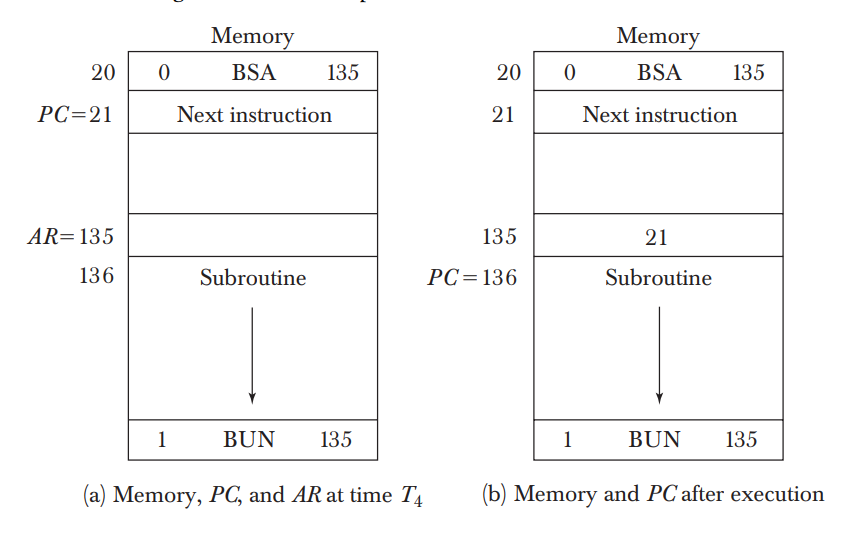 Memory
20 0 BSA 135
PC=21 Next instruction
AR=135
136 Subroutine
1 BUN 135
(a) Memory, PC, and AR at time T4
Memory
20 0 BSA 135
21 Next instruction
135 21
PC=136 Subroutine
1 BUN 135
(b) Memory and PC after execution